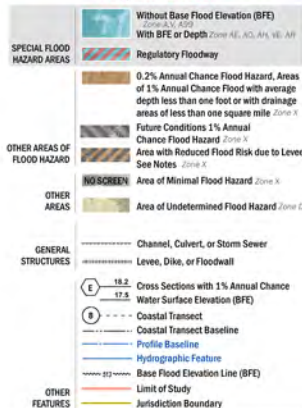 Without Base Flood Elevation (BFE)
Zone A, V, A99
With BFE or Depth Zone AE, AO, AH, VE, AR
SPECIAL FLOOD
HAZARD AREAS
Regulatory Floodway
0.2% Annual Chance Flood Hazard, Areas
of 1% Annual Chance Flood with average
depth less than one foot or with drainage
areas of less than one square mile Zone X
Future Conditions 1% Annual
Chance Flood Hazard Zone X
OTHER AREAS OF
FLOOD HAZARD
Area with Reduced Flood Risk due to Levee
See Notes Zone X
NO SCREEN Area of Minimal Flood Hazard Zone X
OTHER
AREAS
Area of Undetermined Flood Hazard Zone D
GENERAL
STRUCTURES
Channel, Culvert, or Storm Sewer
Levee, Dike, or Floodwall
E 18.2 Cross Sections with 1% Annual Chance
17.5 Water Surface Elevation (BFE)
8 Coastal Transect
Coastal Transect Baseline
Profile Baseline
Hydrographic Feature
513 Base Flood Elevation Line (BFE)
OTHER
FEATURES
Limit of Study
Jurisdiction Boundary